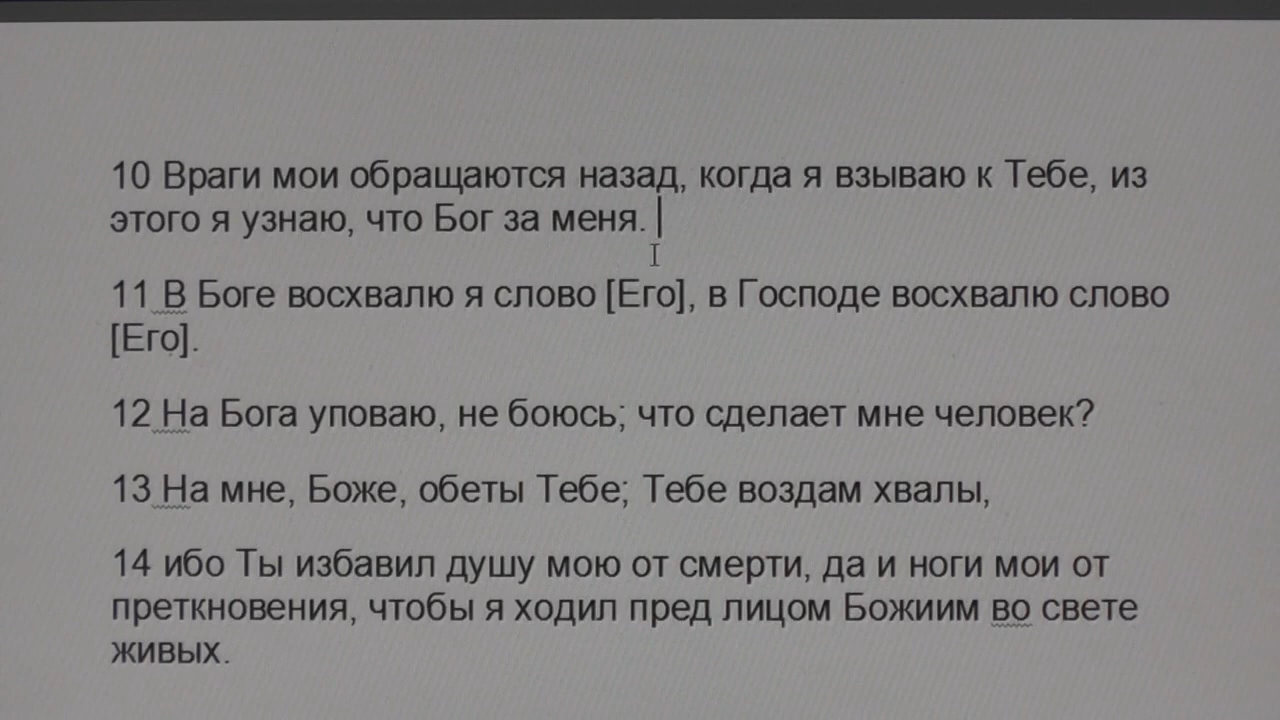 10 Враги мои обращаются назад, когда я взываю к Тебе, из
этого я узнаю, что Бог за меня.
11 В Боге восхвалю я слово [Его], в Господе восхвалю слово
[Его].
12 На Бога уповаю, не боюсь; что сделает мне человек?
13 На мне, Боже, обеты Тебе; Тебе воздам хвалы,
14 ибо Ты избавил душу мою от смерти, да и ноги мои от
преткновения, чтобы я ходил пред лицом Божиим во свете
живых.